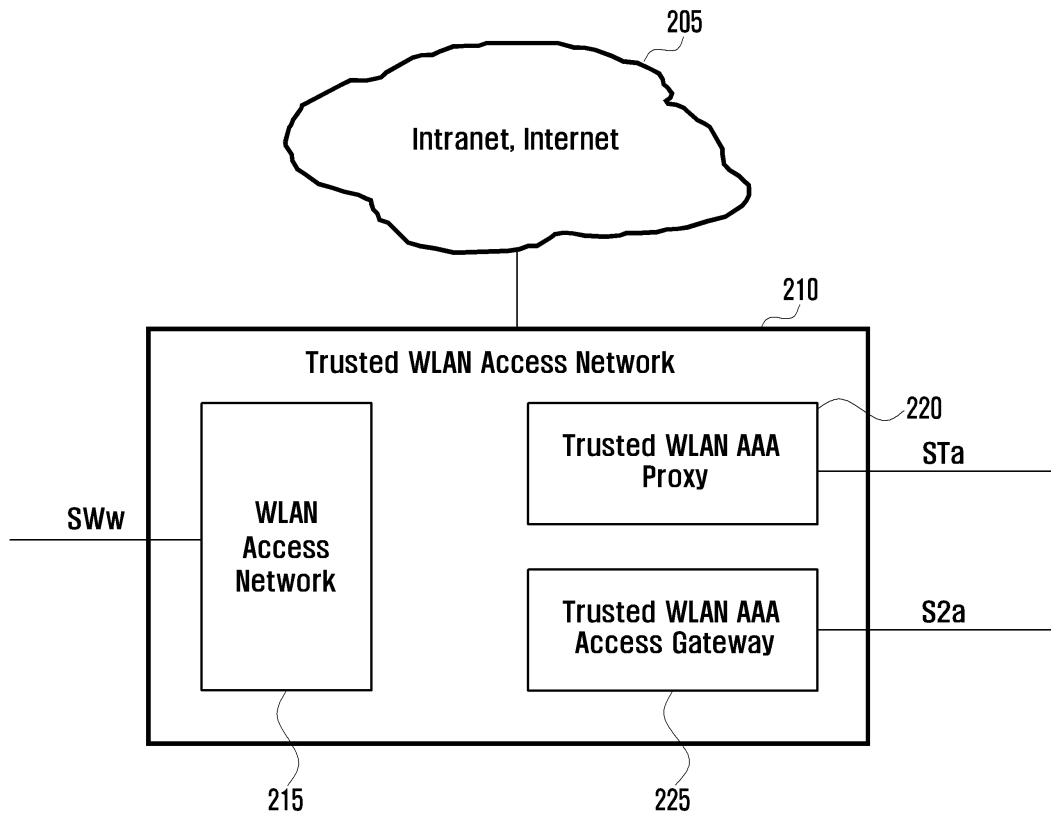 205
Intranet, Internet
210
Trusted WLAN Access Network
220
Trusted WLAN AAA
Proxy
STa
SWw
WLAN
Access
Network
Trusted WLAN AAA
Access Gateway
S2a
215
225